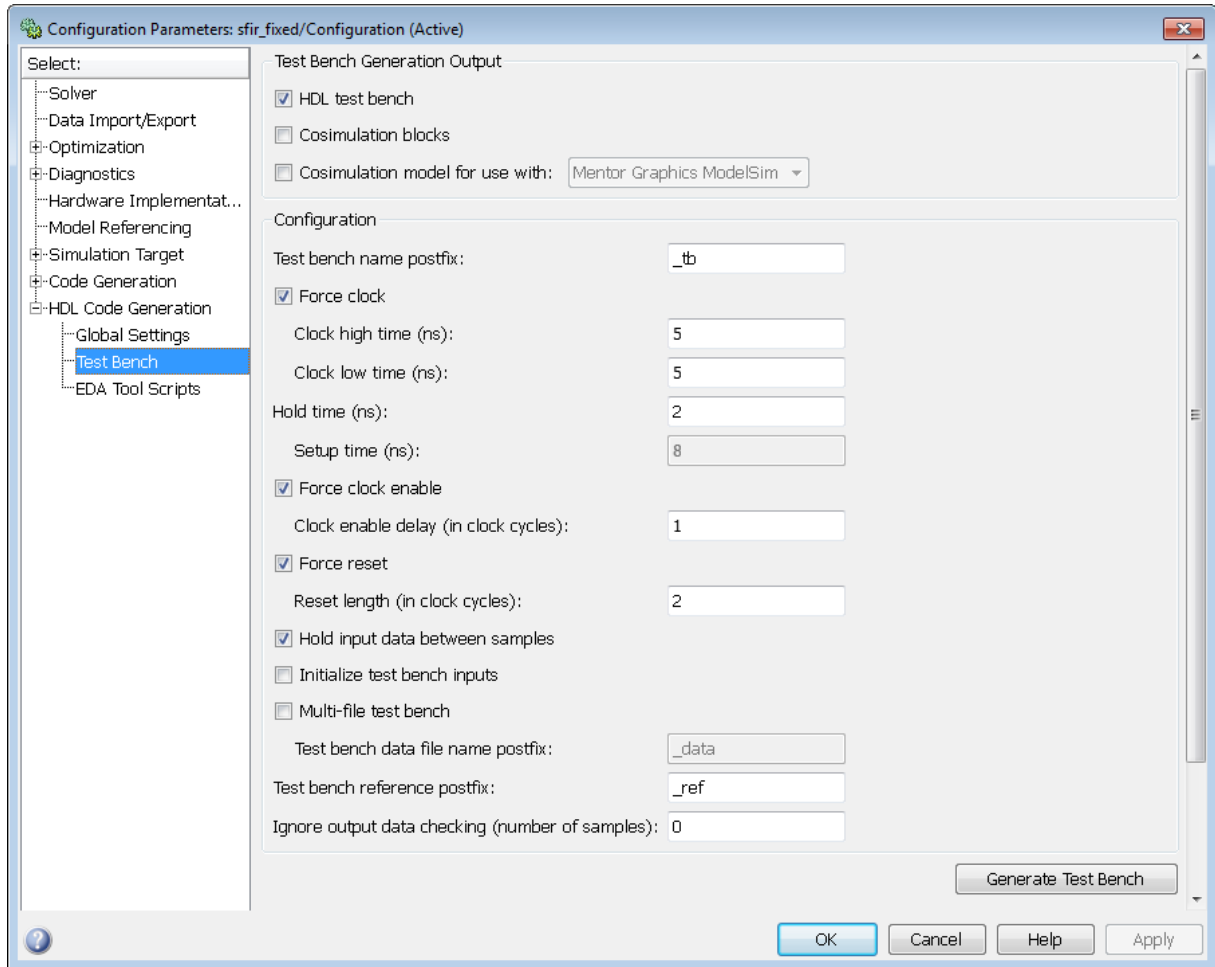 Configuration Parameters: sfir_fixed/Configuration (Active)
Select:
Solver
Data Import/Export
Optimization
Diagnostics
Hardware Implementat...
Model Referencing
Simulation Target
Code Generation
HDL Code Generation
Global Settings
Test Bench
EDA Tool Scripts
Test Bench Generation Output
HDL test bench
Cosimulation blocks
Cosimulation model for use with: Mentor Graphics ModelSim
Configuration
Test bench name postfix: _tb
Force clock
Clock high time (ns): 5
Clock low time (ns): 5
Hold time (ns): 2
Setup time (ns): 8
Force clock enable
Clock enable delay (in clock cycles): 1
Force reset
Reset length (in clock cycles): 2
Hold input data between samples
Initialize test bench inputs
Multi-file test bench
Test bench data file name postfix: _data
Test bench reference postfix: _ref
Ignore output data checking (number of samples): 0
Generate Test Bench
OK Cancel Help Apply